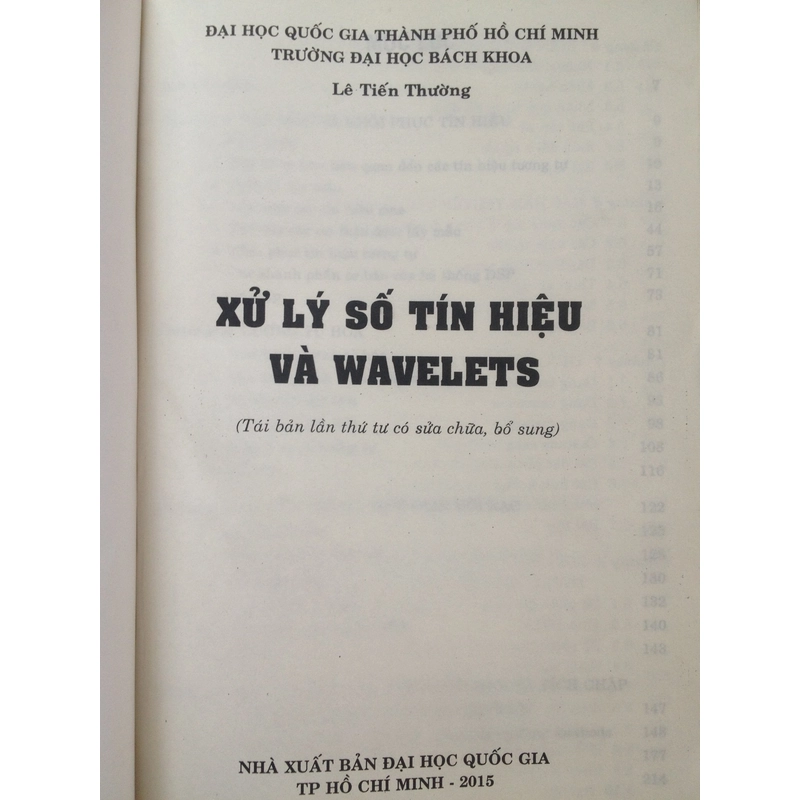 ĐẠI HỌC QUỐC GIA THÀNH PHỐ HỒ CHÍ MINH
TRƯỜNG ĐẠI HỌC BÁCH KHOA
Lê Tiến Thường
XỬ LÝ SỐ TÍN HIỆU
VÀ WAVELETS
(Tái bản lần thứ tư có sửa chữa, bổ sung)
NHÀ XUẤT BẢN ĐẠI HỌC QUỐC GIA
TP HỒ CHÍ MINH - 2015